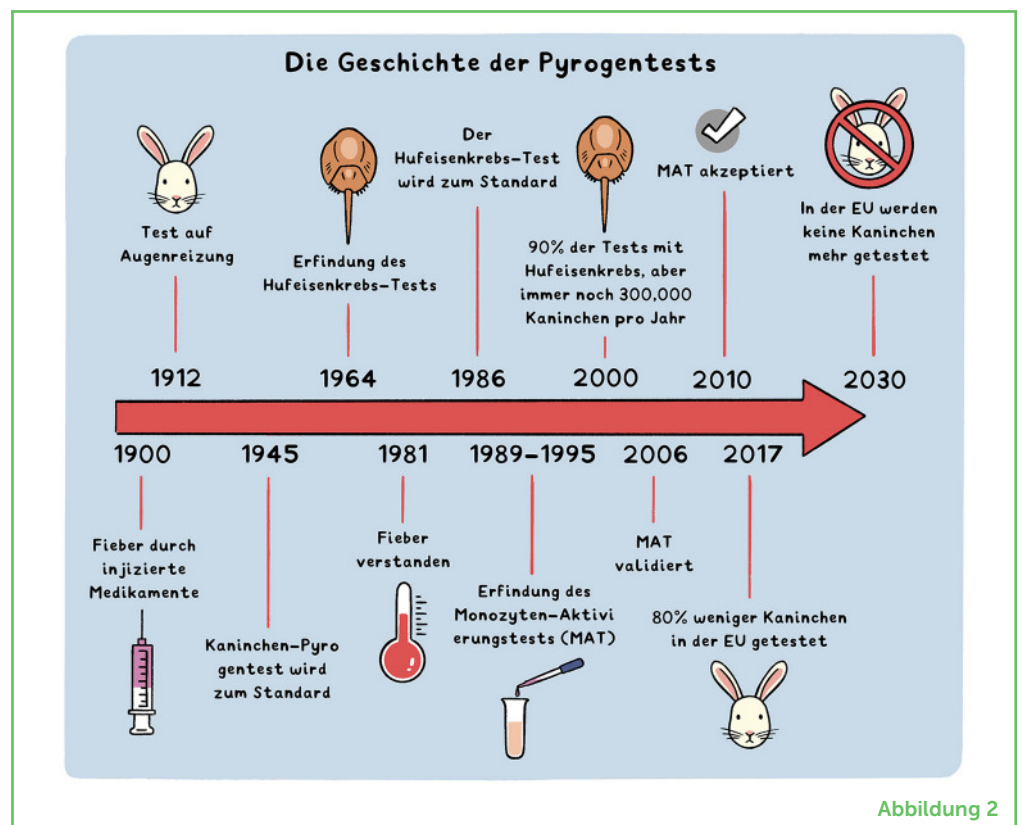 Die Geschichte der Pyrogentests
Test auf
Augenreizung
Erfindung des
Hufeisenkrebs-Tests
Der
Hufeisenkrebs-Test
wird zum Standard
90% der Tests mit
Hufeisenkrebs, aber
immer noch 300,000
Kaninchen pro Jahr
MAT akzeptiert
In der EU werden
keine Kaninchen
mehr getestet
1912
1964
1986
2000
2010
2030
1900
1945
1981
1989-1995
2006
2017
Fieber durch
injizierte
Medikamente
Kaninchen-Pyro
gentest wird
zum Standard
Fieber
verstanden
Erfindung des
Monozyten-Aktivi
erungstests (MAT)
MAT
validiert
80% weniger Kaninchen
in der EU getestet
Abbildung 2